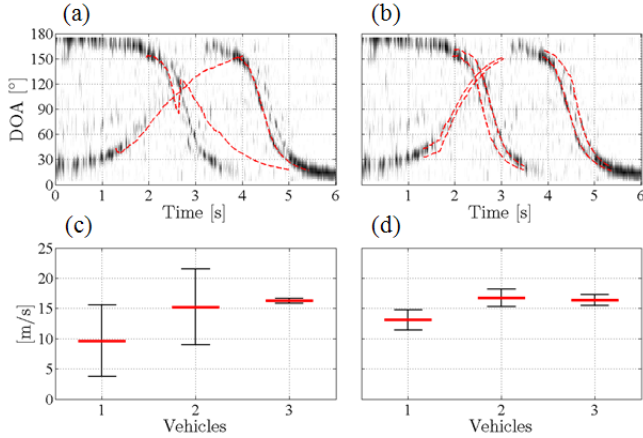 (a)
(b)
180
150
120
90
60
30
0
DOA [°]
0 1 2 3 4 5 6
Time [s]
0 1 2 3 4 5 6
Time [s]
(c)
(d)
25
20
15
10
5
0
[m/s]
1 2 3
Vehicles
1 2 3
Vehicles